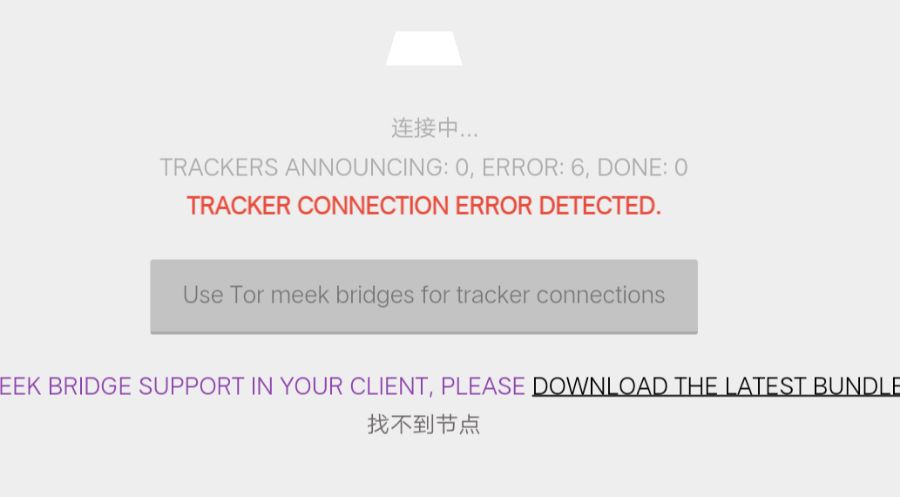 连接中...
TRACKERS ANNOUNCING: 0, ERROR: 6, DONE: 0
TRACKER CONNECTION ERROR DETECTED.
Use Tor meek bridges for tracker connections
EEK BRIDGE SUPPORT IN YOUR CLIENT, PLEASE DOWNLOAD THE LATEST BUNDLE
找不到节点